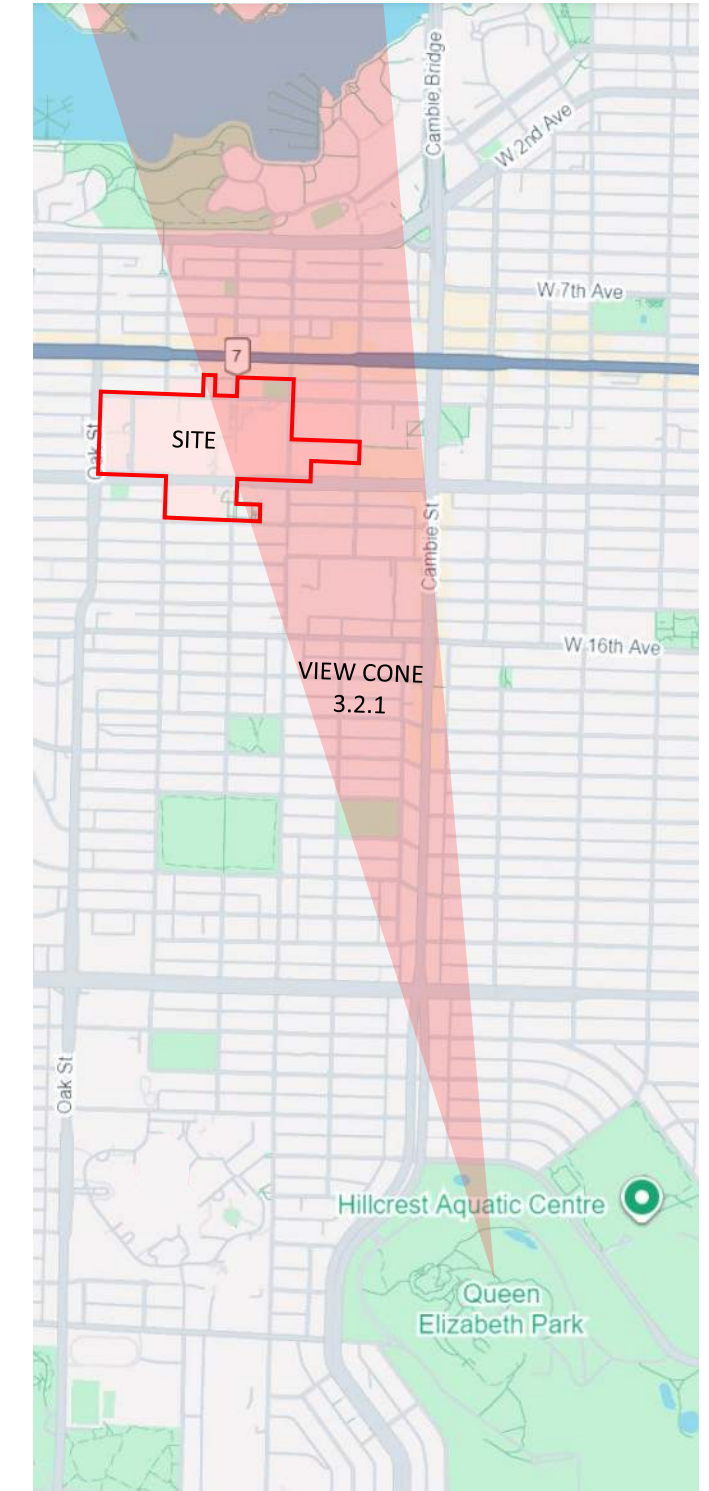 Cambie Bridge
W 2nd Ave
W 7th Ave
7
Oak St
SITE
Cambie St
W 16th Ave
VIEW CONE
3.2.1
Oak St
Hillcrest Aquatic Centre
Queen
Elizabeth Park